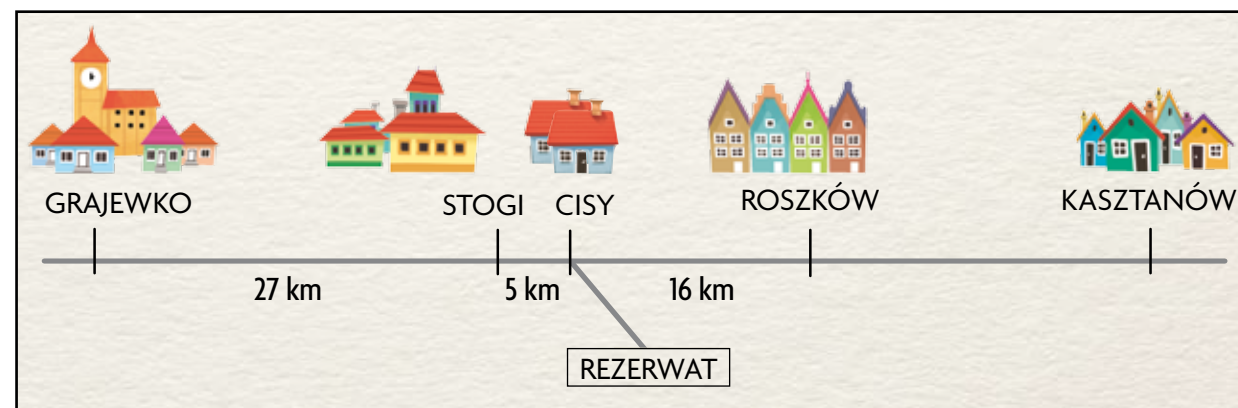 GRAJEWKO STOGI CISY ROSZKÓW KASZTANÓW
27 km 5 km 16 km
REZERWAT